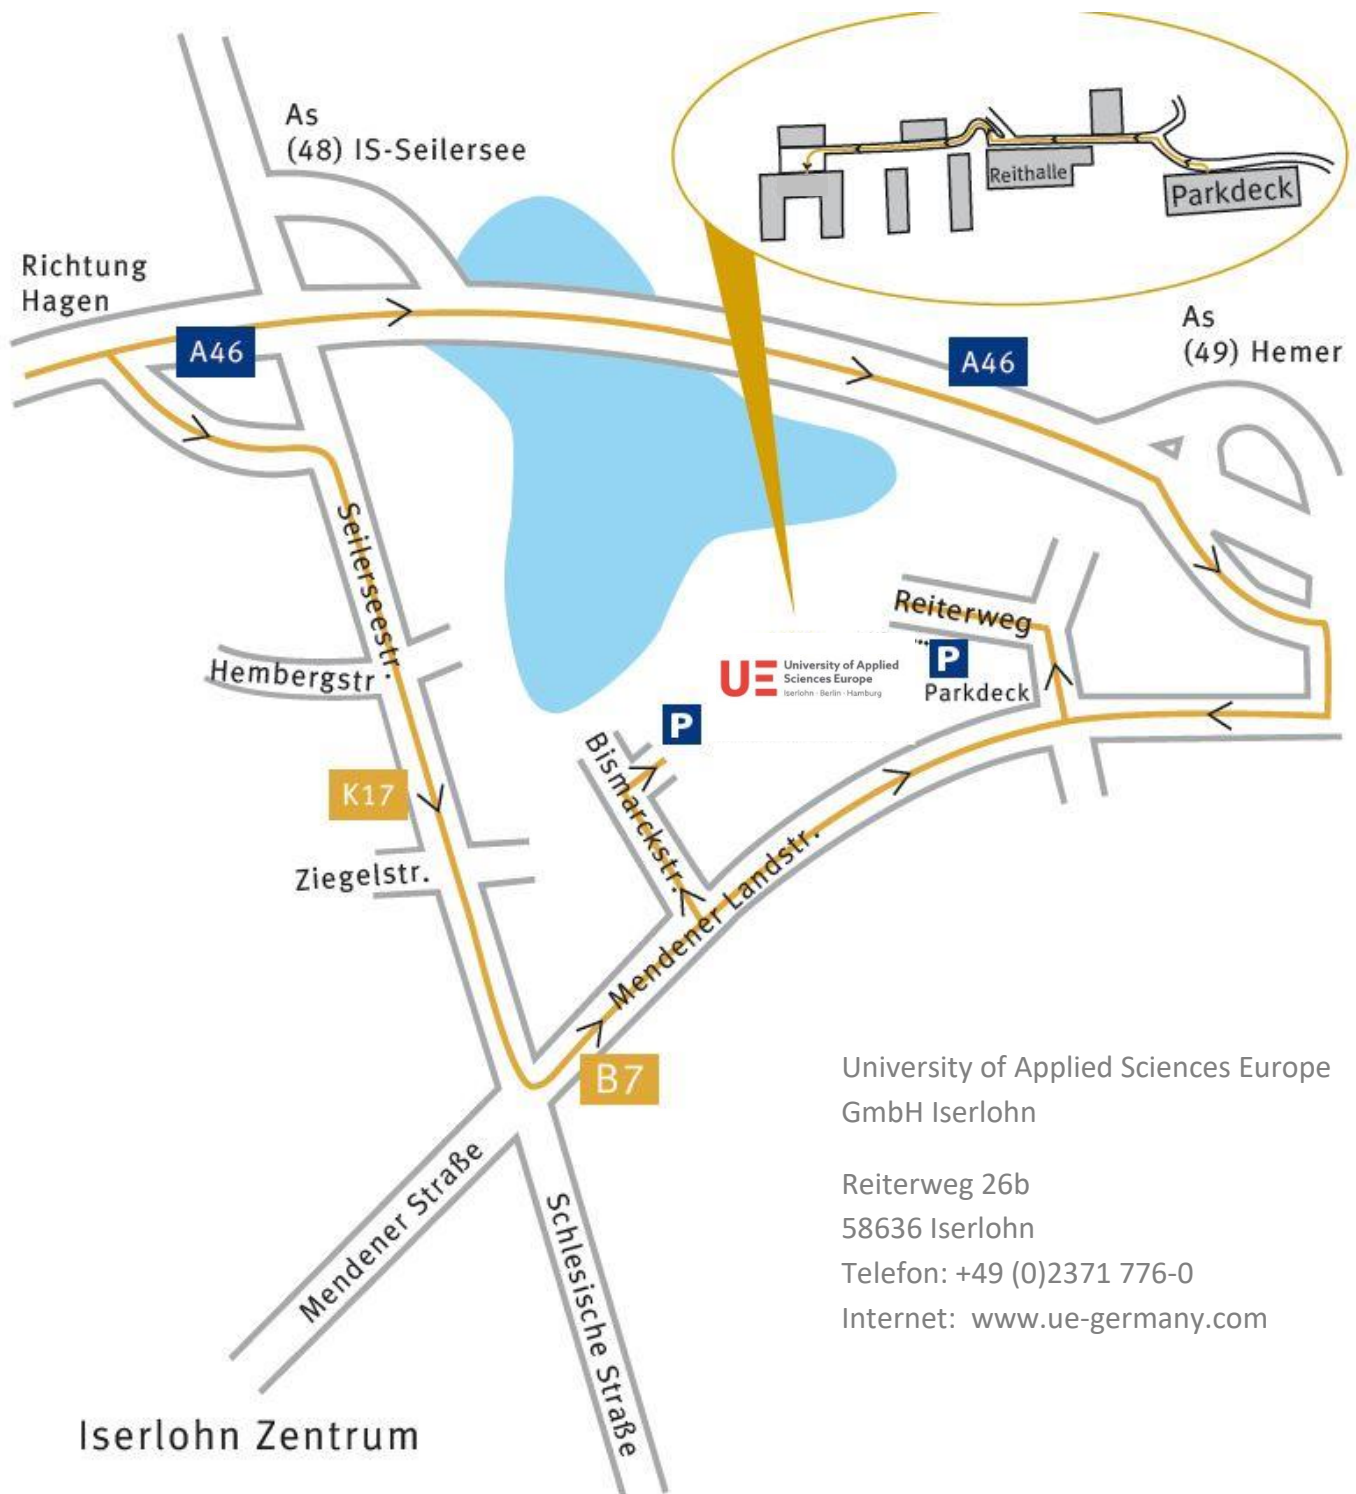 As
(48) IS-Seilersee
Richtung
Hagen
A46
Reithalle
Parkdeck
As
(49) Hemer
A46
Seilerseestr.
Hembergstr.
Reiterweg
P
Parkdeck
UE
University of Applied
Sciences Europe
Iserlohn · Berlin · Hamburg
P
Bismarckstr.
K17
Ziegelstr.
Mendener Landstr.
B7
Mendener Straße
Schlesische Straße
Iserlohn Zentrum
University of Applied Sciences Europe
GmbH Iserlohn
Reiterweg 26b
58636 Iserlohn
Telefon: +49 (0)2371 776-0
Internet: www.ue-germany.com